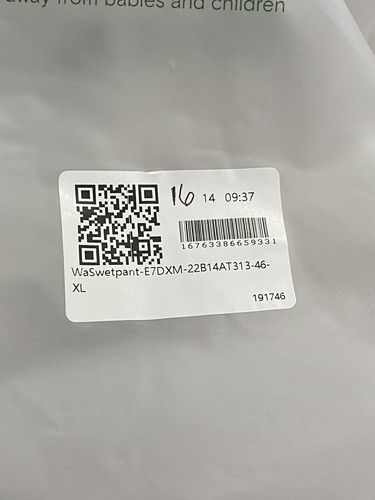 away from babies and children
16 14 09:37
16763386659331
WaSwetpant-E7DXM-22B14AT313-46-
XL
191746